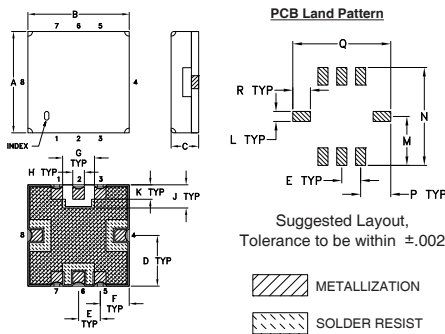 PCB Land Pattern
B
7 6 5
A
8
4
INDEX
1 2 3
C
Q
R TYP
L TYP
N
M
E TYP
P TYP
G
TYP
H TYP
1 2 3
K
TYP
J TYP
8
4
D TYP
7 6 5
F
TYP
E
TYP
Suggested Layout,
Tolerance to be within ±.002
METALLIZATION
SOLDER RESIST